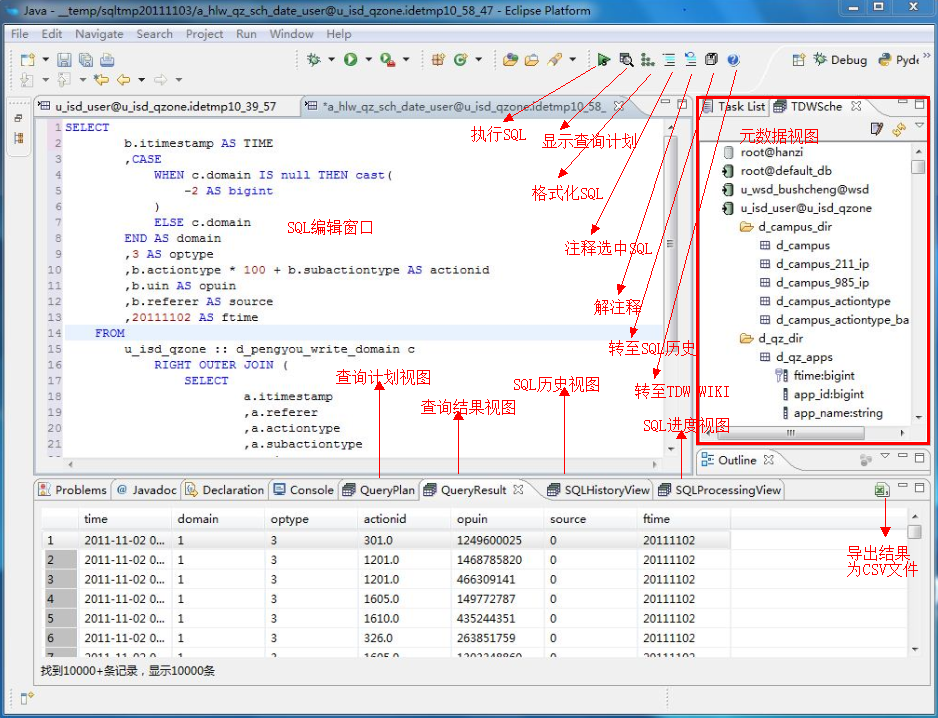 Java - __temp/sqltmp20111103/a_hlw_qz_sch_date_user@u_isd_qzone.idetmp10_58_47 - Eclipse Platform
File Edit Navigate Search Project Run Window Help
Debug Pyde
u_isd_user@u_isd_qzone.idetmp10_39_57
*a_hlw_qz_sch_date_user@u_isd_qzone.idetmp10_58_
Task List
TDWSche
执行SQL
显示查询计划
格式化SQL
注释选中SQL
解注释
转至SQL历史
转至TDW WIKI
SQL编辑窗口
查询计划视图
查询结果视图
SQL历史视图
SQL进度视图
1 SELECT
2 b.itimestamp AS TIME
3 ,CASE
4 WHEN c.domain IS null THEN cast(
5 -2 AS bigint
6 )
7 ELSE c.domain
8 END AS domain
9 ,3 AS optype
10 ,b.actiontype * 100 + b.subactiontype AS actionid
11 ,b.uin AS opuin
12 ,b.referer AS source
13 ,20111102 AS ftime
14 FROM
15 u_isd_qzone :: d_pengyou_write_domain c
16 RIGHT OUTER JOIN (
17 SELECT
18 a.itimestamp
19 ,a.referer
20 ,a.actiontype
21 ,a.subactiontype
元数据视图
root@hanzi
root@default_db
u_wsd_bushcheng@wsd
u_isd_user@u_isd_qzone
d_campus_dir
d_campus
d_campus_211_ip
d_campus_985_ip
d_campus_actiontype
d_campus_actiontype_ba
d_qz_dir
d_qz_apps
ftime:bigint
app_id:bigint
app_name:string
Outline
Problems Javadoc Declaration Console QueryPlan QueryResult SQLHistoryView SQLProcessingView
time domain optype actionid opuin source ftime
1 2011-11-02 0... 1 3 301.0 1249600025 0 20111102
2 2011-11-02 0... 1 3 1201.0 1468785820 0 20111102
3 2011-11-02 0... 1 3 1201.0 466309141 0 20111102
4 2011-11-02 0... 1 3 1605.0 149772787 0 20111102
5 2011-11-02 0... 1 3 1610.0 435244351 0 20111102
6 2011-11-02 0... 1 3 326.0 263851759 0 20111102
导出结果
为CSV文件
找到10000+条记录，显示10000条